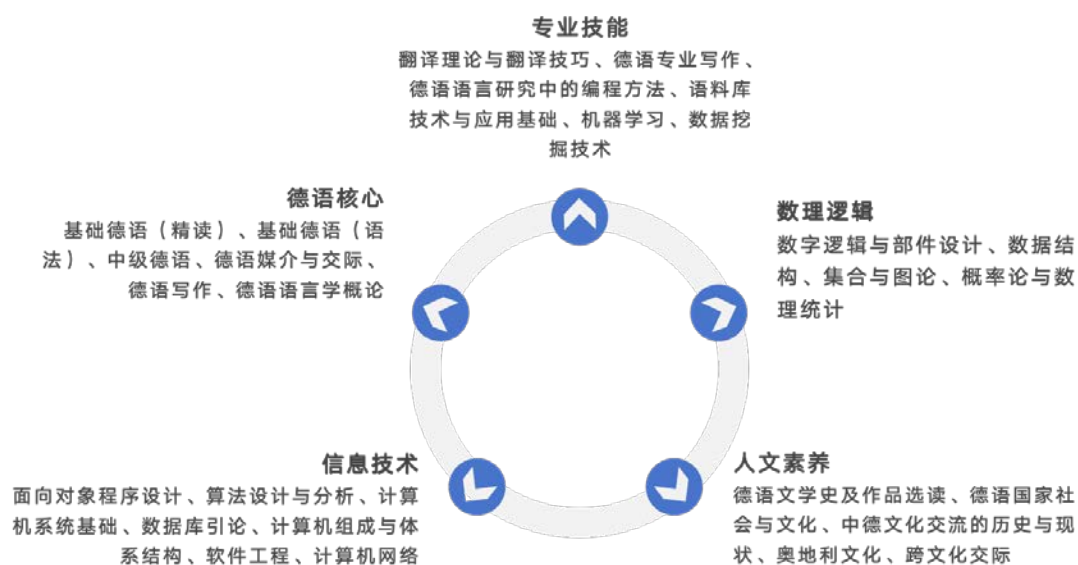 专业技能
翻译理论与翻译技巧、德语专业写作、
德语语言研究中的编程方法、语料库
技术与应用基础、机器学习、数据挖
掘技术
德语核心
基础德语（精读）、基础德语（语
法）、中级德语、德语媒介与交际、
德语写作、德语语言学概论
数理逻辑
数字逻辑与部件设计、数据结
构、集合与图论、概率论与数
理统计
信息技术
面向对象程序设计、算法设计与分析、计算
机系统基础、数据库引论、计算机组成与体
系结构、软件工程、计算机网络
人文素养
德语文学史及作品选读、德语国家社
会与文化、中德文化交流的历史与现
状、奥地利文化、跨文化交际